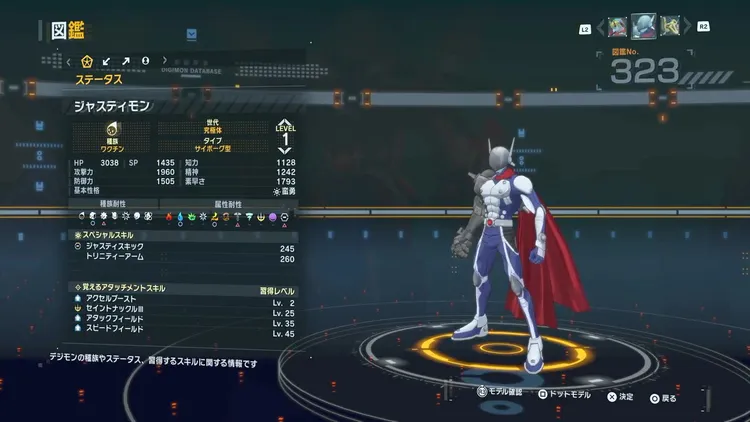 図鑑
L2
R2
図鑑No.
323
DIGIMON DATABASE
ステータス
ジャスティモン
種族
ワクチン
世代
究極体
タイプ
サイボーグ型
LEVEL
1
HP 3038 SP 1435 知力 1128
攻撃力 1960 精神 1242
防御力 1505 素早さ 1793
基本性格 蛮勇
種族耐性 属性耐性
スペシャルスキル
ジャスティスキック 245
トリニティーアーム 260
覚えるアタッチメントスキル 習得レベル
アクセルブースト Lv. 2
セイントナックルIII Lv. 25
アタックフィールド Lv. 35
スピードフィールド Lv. 45
デジモンの種族やステータス、習得するスキルに関する情報です
モデル確認 ドットモデル 決定 戻る